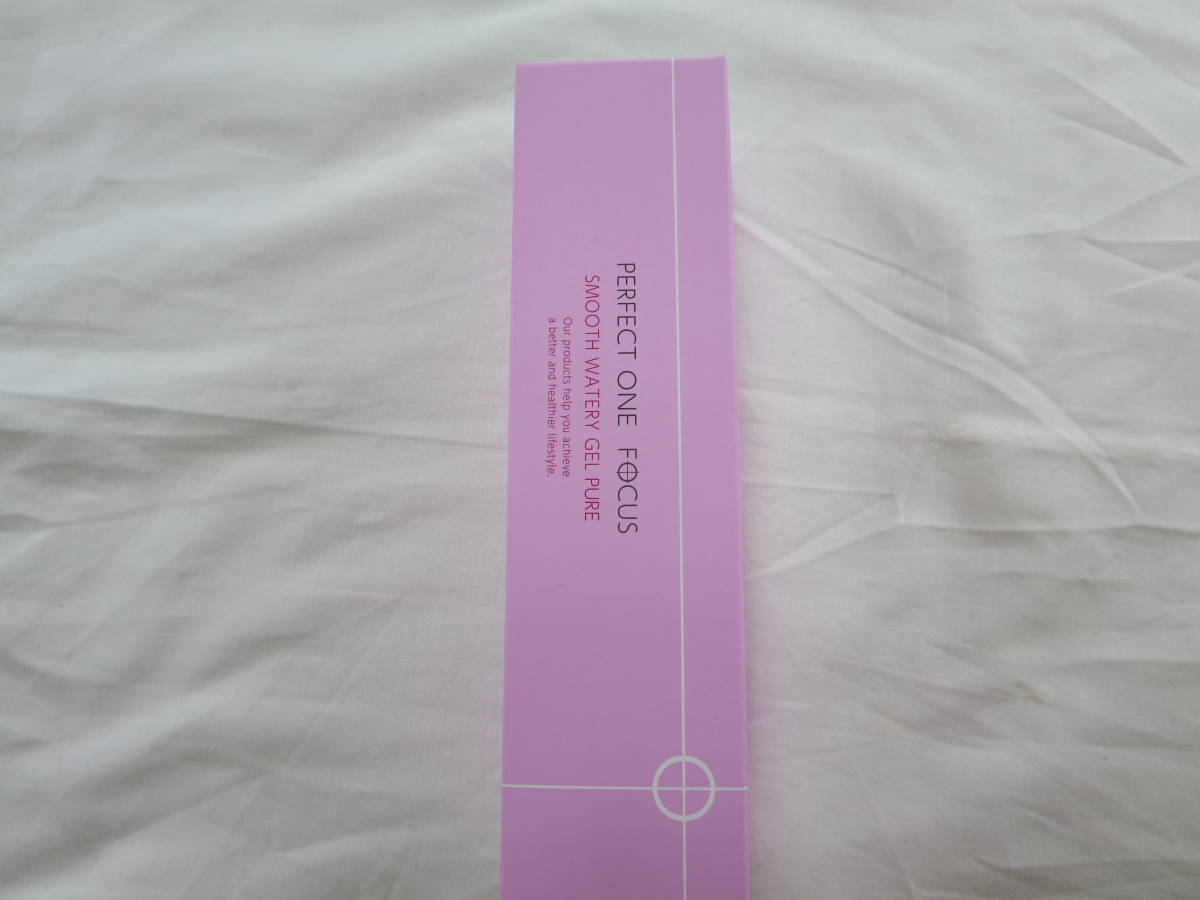 PERFECT ONE FOCUS
SMOOTH WATERY GEL PURE
Our products help you achieve
a better and healthier lifestyle.